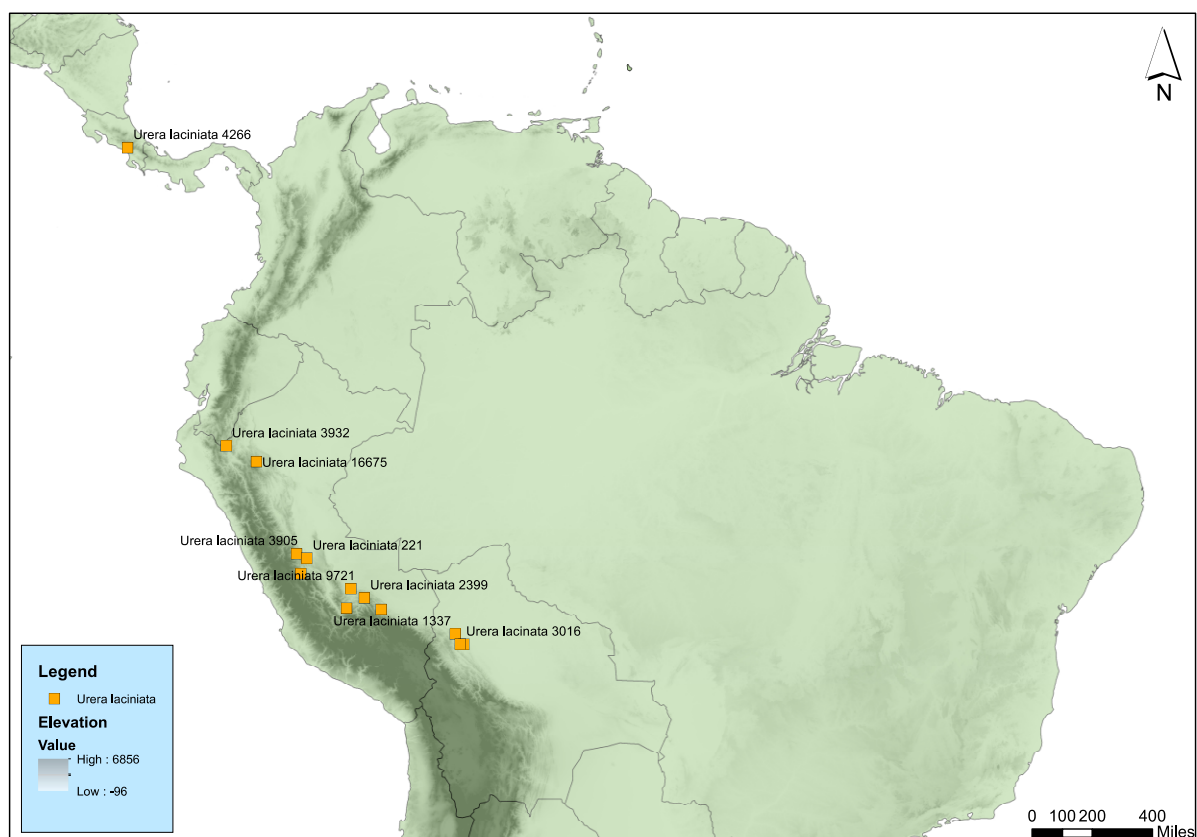 N
Urera laciniata 4266
Urera laciniata 3932
Urera laciniata 16675
Urera laciniata 3905
Urera laciniata 221
Urera laciniata 9721
Urera laciniata 2399
Urera laciniata 1337
Urera lacinata 3016
Legend
Urera laciniata
Elevation
Value
High : 6856
Low : -96
0 100 200 400
Miles